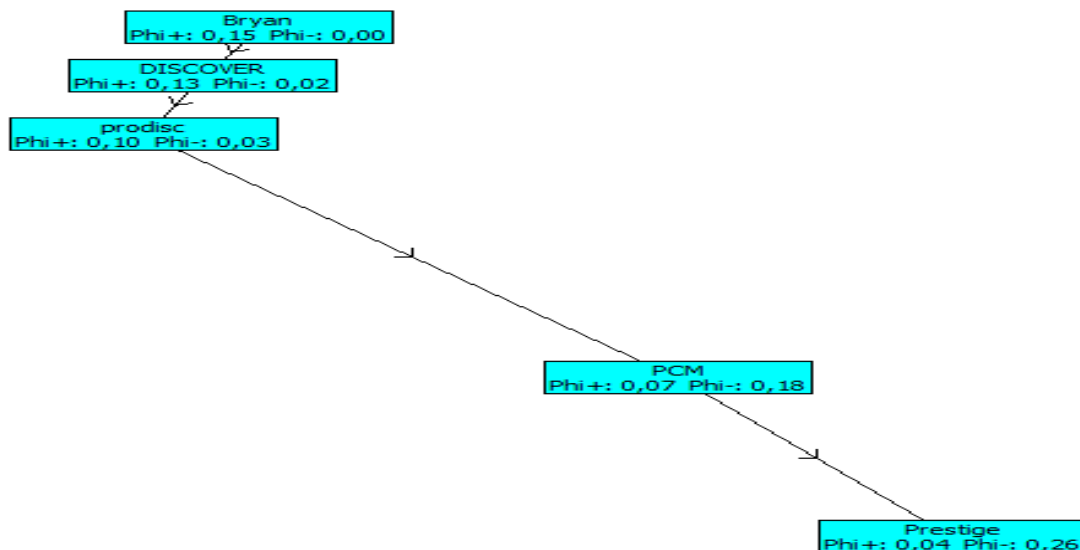 Bryan
Phi+: 0,15 Phi-: 0,00
DISCOVER
Phi+: 0,13 Phi-: 0,02
prodisc
Phi+: 0,10 Phi-: 0,03
PCM
Phi+: 0,07 Phi-: 0,18
Prestige
Phi+: 0,04 Phi-: 0,26